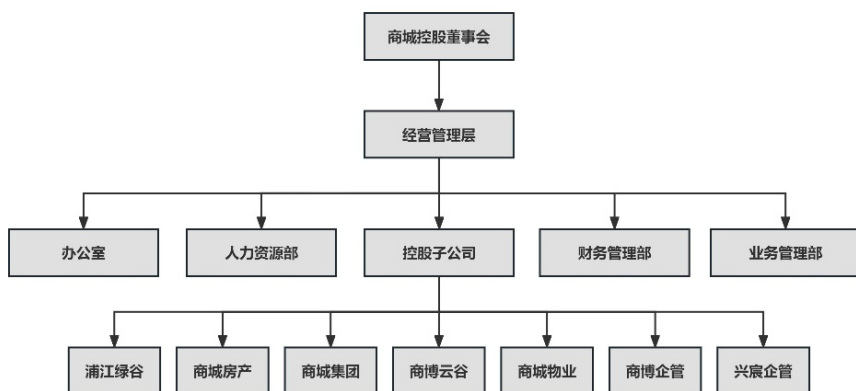 商城控股董事会
经营管理层
办公室
人力资源部
控股子公司
财务管理部
业务管理部
浦江绿谷
商城房产
商城集团
商博云谷
商城物业
商博企管
兴宸企管